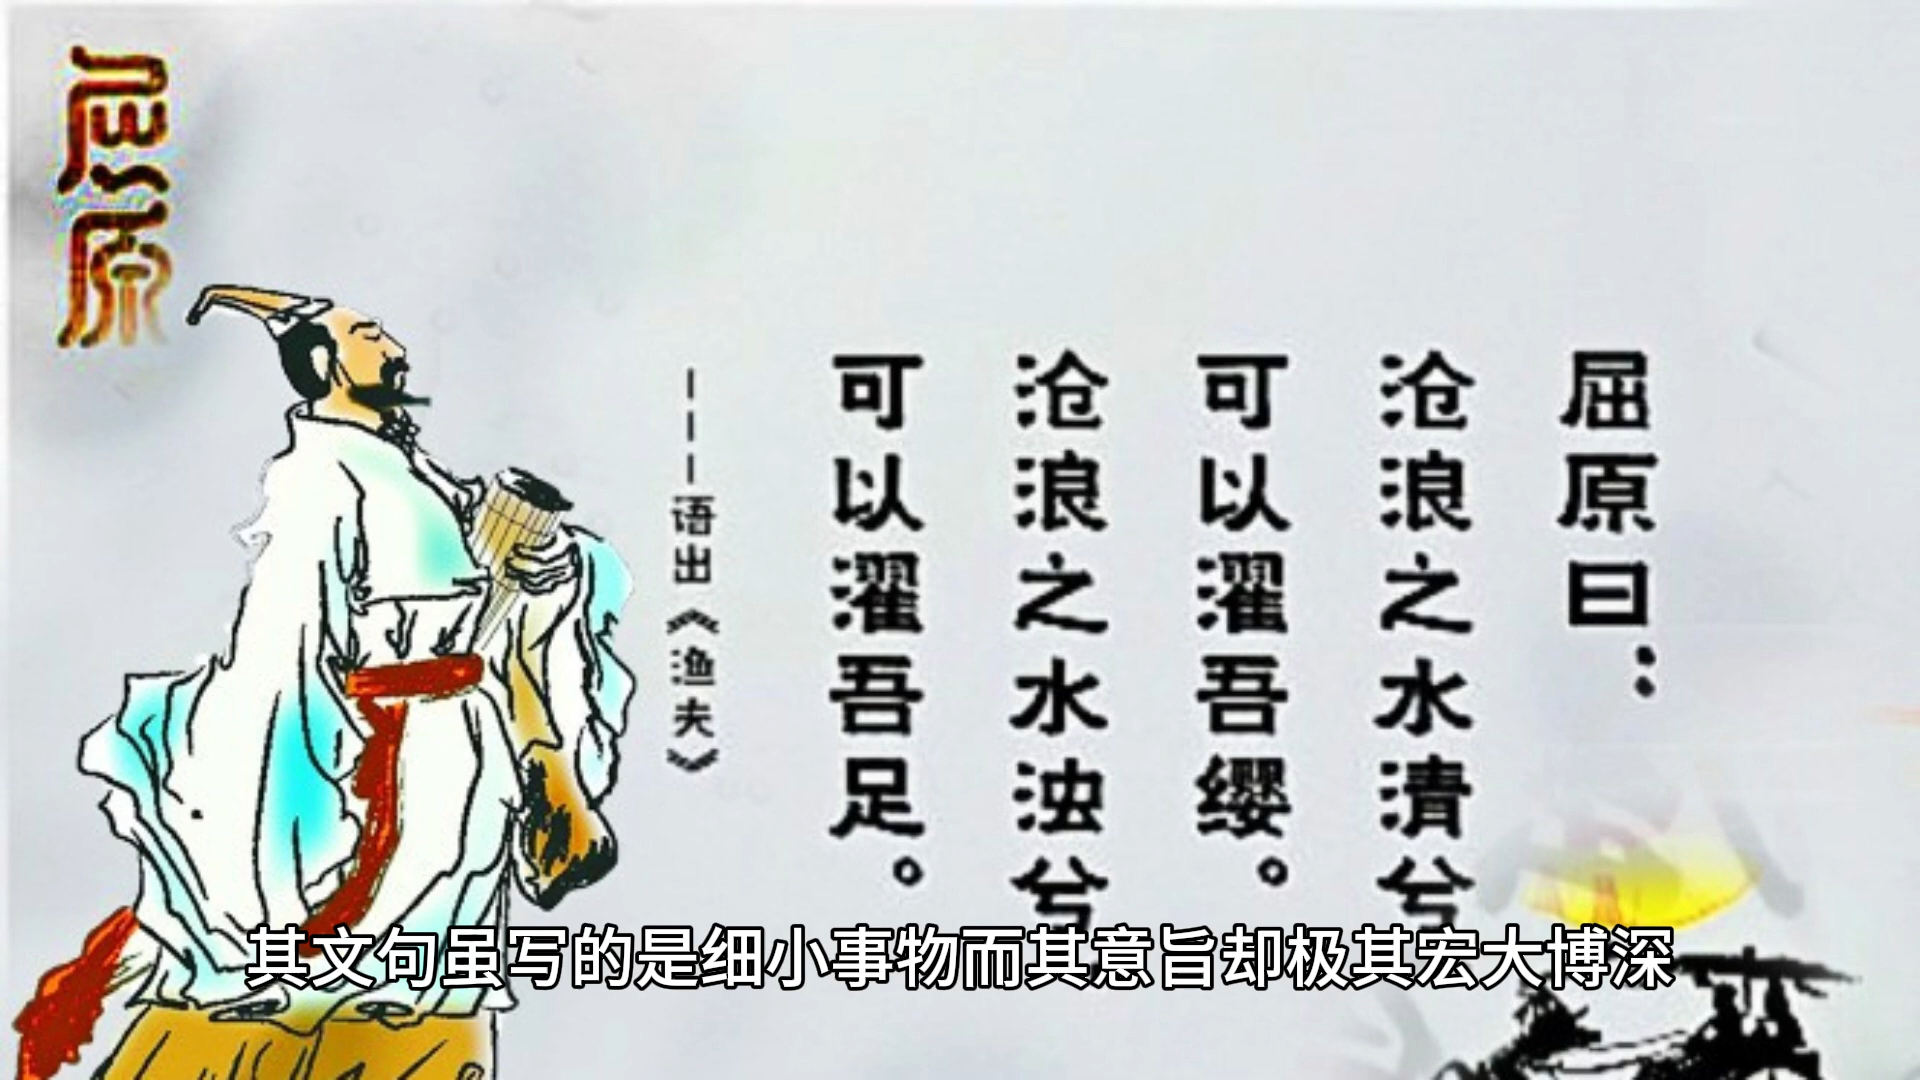 屈原
屈原曰：
沧浪之水清兮
可以濯吾缨。
沧浪之水浊兮
可以濯吾足。
———语出《渔夫》
其文句虽写的是细小事物而其意旨却极其宏大博深